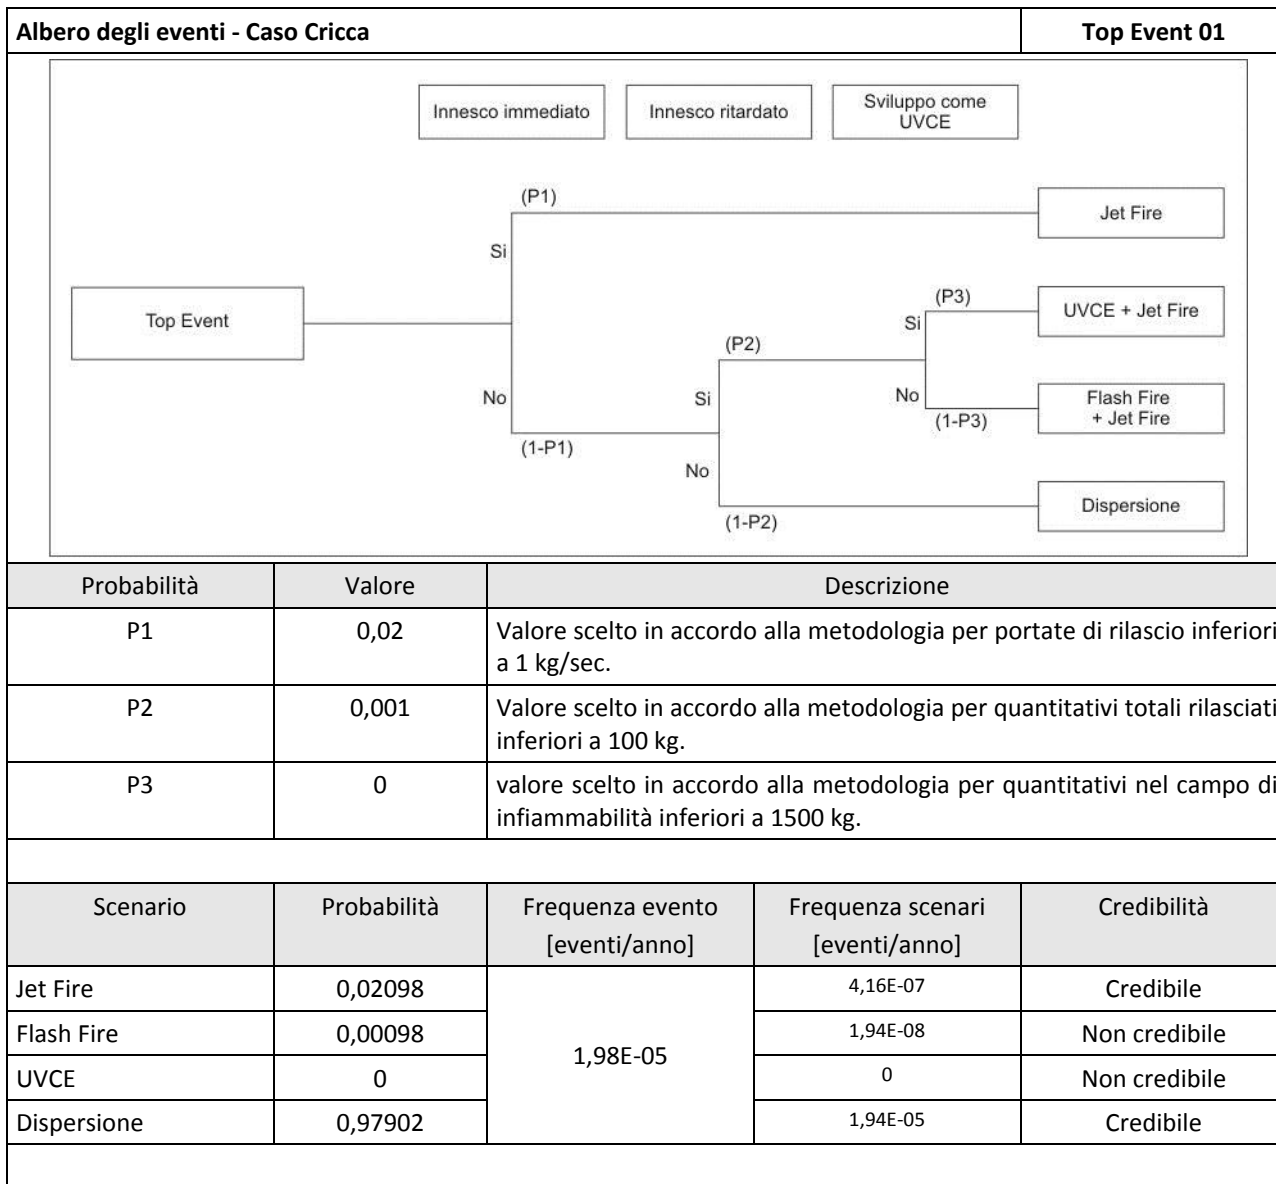 Albero degli eventi - Caso Cricca
Top Event 01
Innesco immediato
Innesco ritardato
Sviluppo come
UVCE
(P1)
Jet Fire
Si
Top Event
(P3)
UVCE + Jet Fire
Si
(P2)
No
Si
No
Flash Fire
+ Jet Fire
(1-P3)
(1-P1)
No
Dispersione
(1-P2)
Probabilità
Valore
Descrizione
P1
0,02
Valore scelto in accordo alla metodologia per portate di rilascio inferiori
a 1 kg/sec.
P2
0,001
Valore scelto in accordo alla metodologia per quantitativi totali rilasciati
inferiori a 100 kg.
P3
0
valore scelto in accordo alla metodologia per quantitativi nel campo di
infiammabilità inferiori a 1500 kg.
Scenario
Probabilità
Frequenza evento
[eventi/anno]
Frequenza scenari
[eventi/anno]
Credibilità
Jet Fire
0,02098
1,98E-05
4,16E-07
Credibile
Flash Fire
0,00098
1,94E-08
Non credibile
UVCE
0
0
Non credibile
Dispersione
0,97902
1,94E-05
Credibile